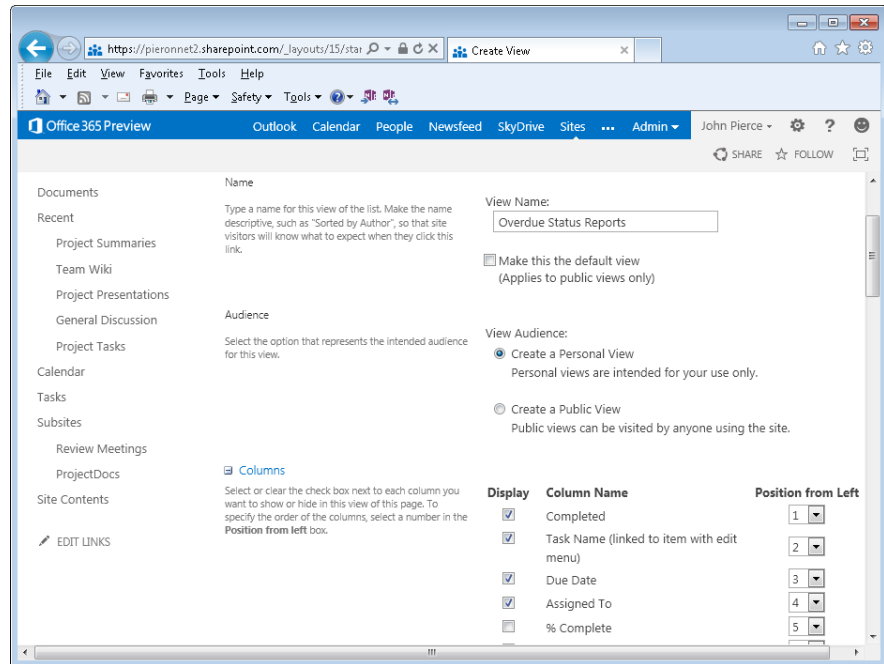 https://pieronnet2.sharepoint.com/_layouts/15/star
Create View
File Edit View Favorites Tools Help
Page Safety Tools
Office 365 Preview
Outlook Calendar People Newsfeed SkyDrive Sites ... Admin
John Pierce
?
SHARE FOLLOW
Documents
Recent
Project Summaries
Team Wiki
Project Presentations
General Discussion
Project Tasks
Calendar
Tasks
Subsites
Review Meetings
ProjectDocs
Site Contents
EDIT LINKS
Name
Type a name for this view of the list. Make the name
descriptive, such as "Sorted by Author", so that site
visitors will know what to expect when they click this
link.
View Name:
Overdue Status Reports
Make this the default view
(Applies to public views only)
Audience
Select the option that represents the intended audience
for this view.
View Audience:
Create a Personal View
Personal views are intended for your use only.
Create a Public View
Public views can be visited by anyone using the site.
Columns
Select or clear the check box next to each column you
want to show or hide in this view of this page. To
specify the order of the columns, select a number in the
Position from left box.
Display Column Name Position from Left
Completed 1
Task Name (linked to item with edit
menu) 2
Due Date 3
Assigned To 4
% Complete 5